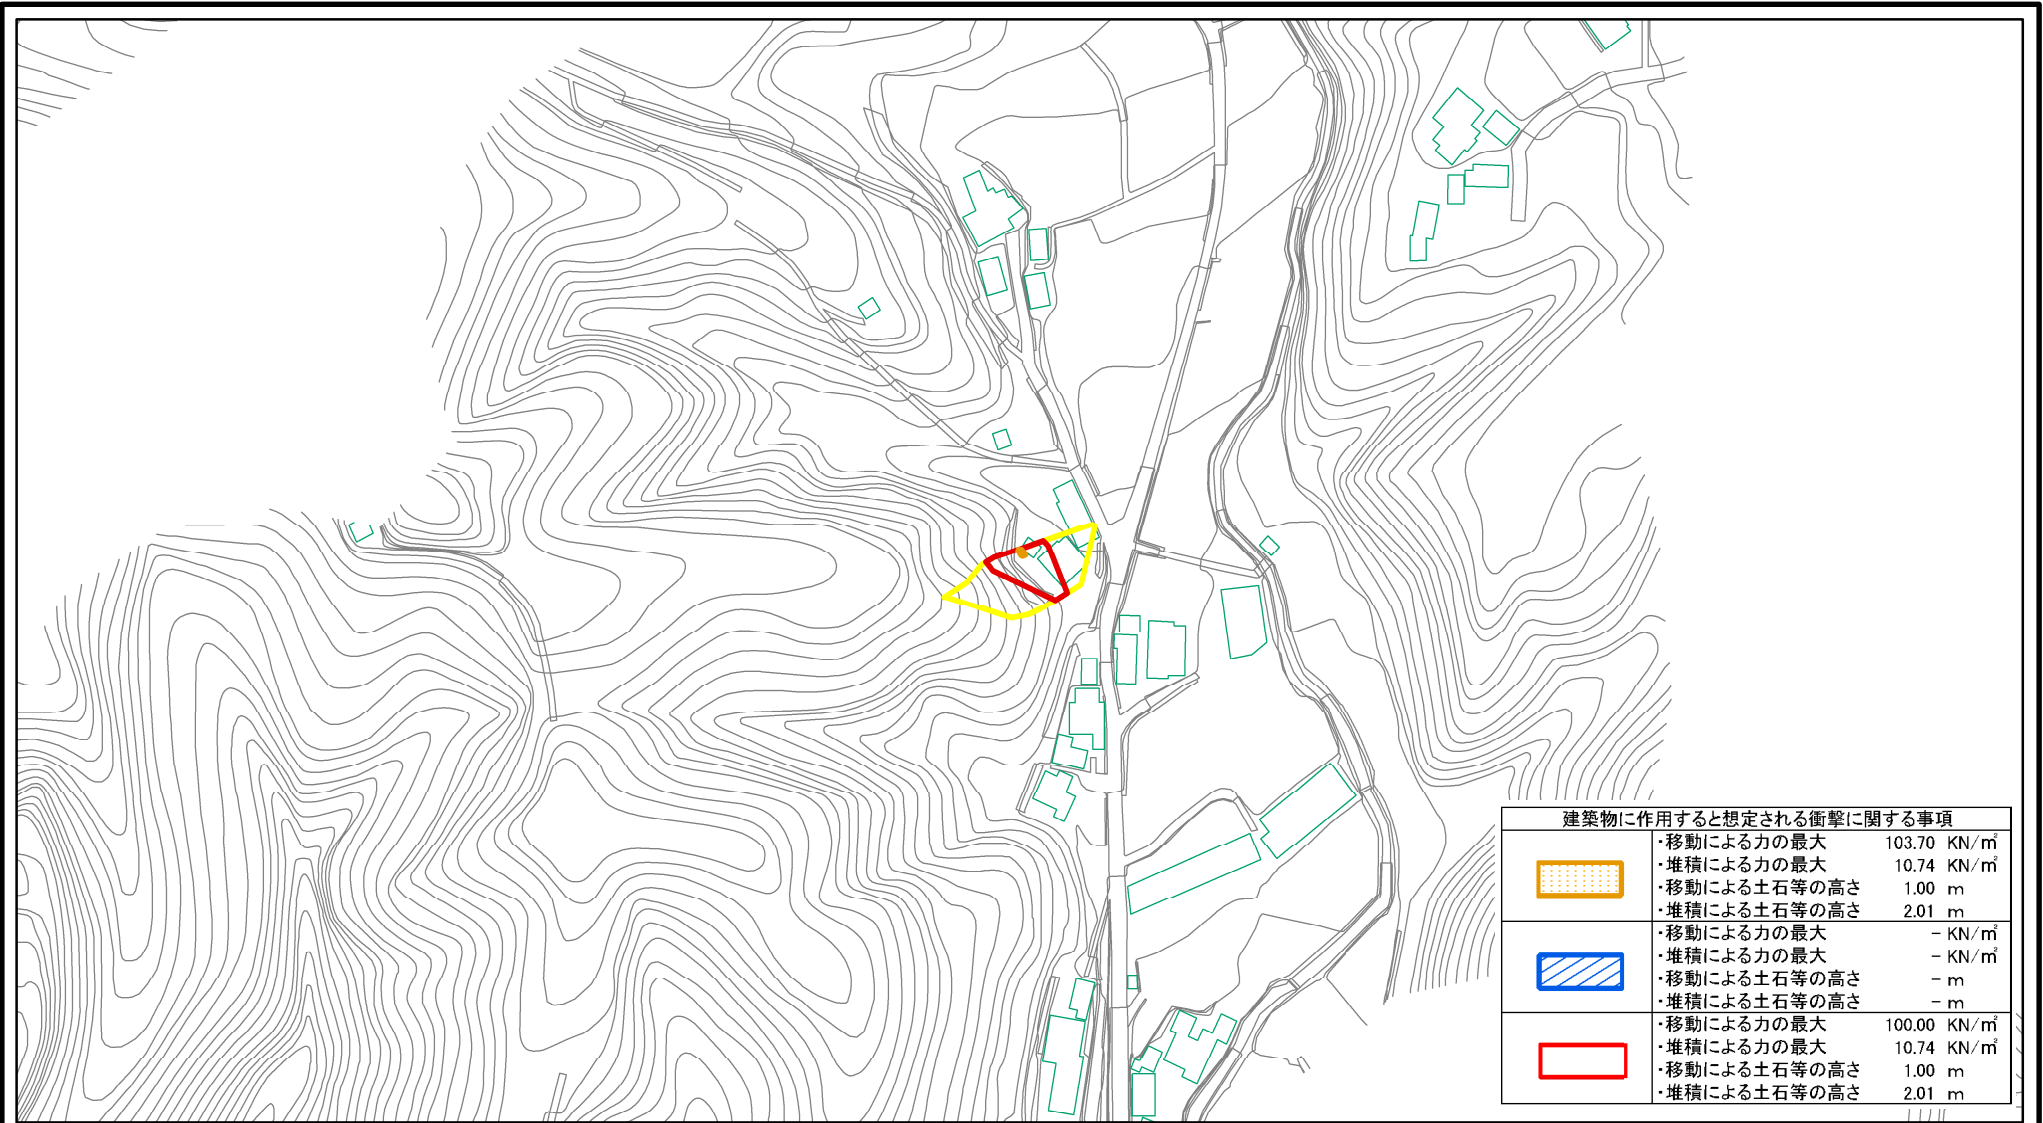 建築物に作用すると想定される衝撃に関する事項
・移動による力の最大 103.70 KN/㎡
・堆積による力の最大 10.74 KN/㎡
・移動による土石等の高さ 1.00 m
・堆積による土石等の高さ 2.01 m
・移動による力の最大 − KN/㎡
・堆積による力の最大 − KN/㎡
・移動による土石等の高さ − m
・堆積による土石等の高さ − m
・移動による力の最大 100.00 KN/㎡
・堆積による力の最大 10.74 KN/㎡
・移動による土石等の高さ 1.00 m
・堆積による土石等の高さ 2.01 m